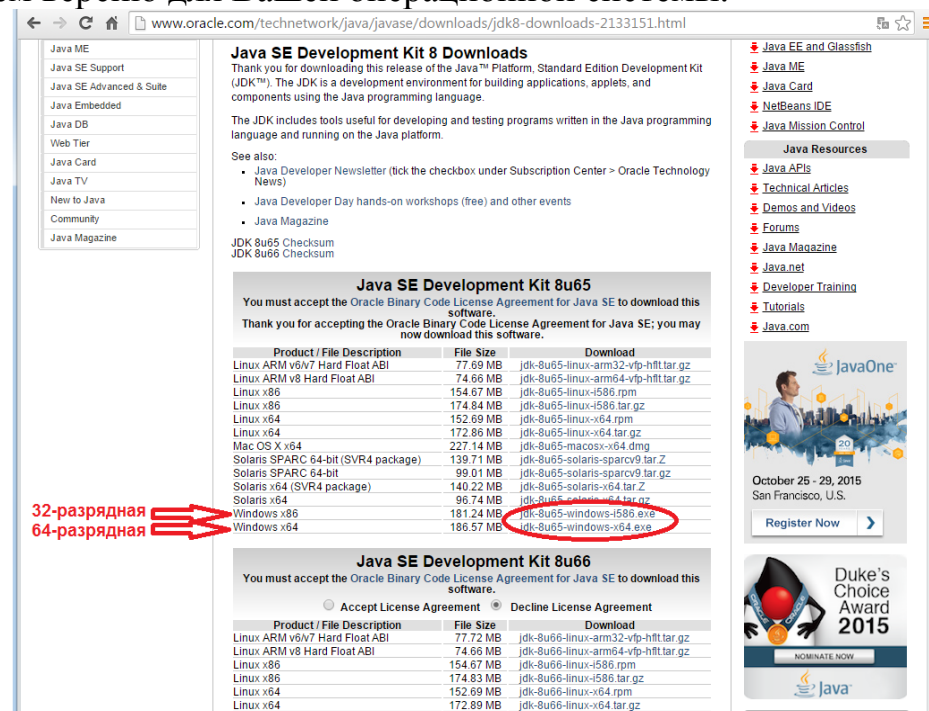 версию для Вашей операционной системы.
www.oracle.com/technetwork/java/javase/downloads/jdk8-downloads-2133151.html
Java ME
Java SE Support
Java SE Advanced & Suite
Java Embedded
Java DB
Web Tier
Java Card
Java TV
New to Java
Community
Java Magazine
Java SE Development Kit 8 Downloads
Thank you for downloading this release of the Java™ Platform, Standard Edition Development Kit
(JDK™). The JDK is a development environment for building applications, applets, and
components using the Java programming language.
The JDK includes tools useful for developing and testing programs written in the Java programming
language and running on the Java platform.
See also:
Java Developer Newsletter (tick the checkbox under Subscription Center > Oracle Technology
News)
Java Developer Day hands-on workshops (free) and other events
Java Magazine
JDK 8u65 Checksum
JDK 8u66 Checksum
Java SE Development Kit 8u65
You must accept the Oracle Binary Code License Agreement for Java SE to download this
software.
Thank you for accepting the Oracle Binary Code License Agreement for Java SE; you may
now download this software.
Product / File Description File Size Download
Linux ARM v6/v7 Hard Float ABI 77.69 MB jdk-8u65-linux-arm32-vfp-hflt.tar.gz
Linux ARM v8 Hard Float ABI 74.66 MB jdk-8u65-linux-arm64-vfp-hflt.tar.gz
Linux x86 154.67 MB jdk-8u65-linux-i586.rpm
Linux x86 174.84 MB jdk-8u65-linux-i586.tar.gz
Linux x64 152.69 MB jdk-8u65-linux-x64.rpm
Linux x64 172.86 MB jdk-8u65-linux-x64.tar.gz
Mac OS X x64 227.14 MB jdk-8u65-macosx-x64.dmg
Solaris SPARC 64-bit (SVR4 package) 139.71 MB jdk-8u65-solaris-sparcv9.tar.Z
Solaris SPARC 64-bit 99.01 MB jdk-8u65-solaris-sparcv9.tar.gz
Solaris x64 (SVR4 package) 140.22 MB jdk-8u65-solaris-x64.tar.Z
Solaris x64 96.74 MB jdk-8u65-solaris-x64.tar.gz
32-разрядная Windows x86 181.24 MB jdk-8u65-windows-i586.exe
64-разрядная Windows x64 186.57 MB jdk-8u65-windows-x64.exe
Java SE Development Kit 8u66
You must accept the Oracle Binary Code License Agreement for Java SE to download this
software.
Accept License Agreement Decline License Agreement
Product / File Description File Size Download
Linux ARM v6/v7 Hard Float ABI 77.72 MB jdk-8u66-linux-arm32-vfp-hflt.tar.gz
Linux ARM v8 Hard Float ABI 74.66 MB jdk-8u66-linux-arm64-vfp-hflt.tar.gz
Linux x86 154.67 MB jdk-8u66-linux-i586.rpm
Linux x86 174.83 MB jdk-8u66-linux-i586.tar.gz
Linux x64 152.69 MB jdk-8u66-linux-x64.rpm
Linux x64 172.89 MB jdk-8u66-linux-x64.tar.gz
Java EE and Glassfish
Java ME
Java Card
NetBeans IDE
Java Mission Control
Java Resources
Java APIs
Technical Articles
Demos and Videos
Forums
Java Magazine
Java.net
Developer Training
Tutorials
Java.com
JavaOne
20
October 25 - 29, 2015
San Francisco, U.S.
Register Now
Duke's
Choice
Award
2015
NOMINATE NOW
Java